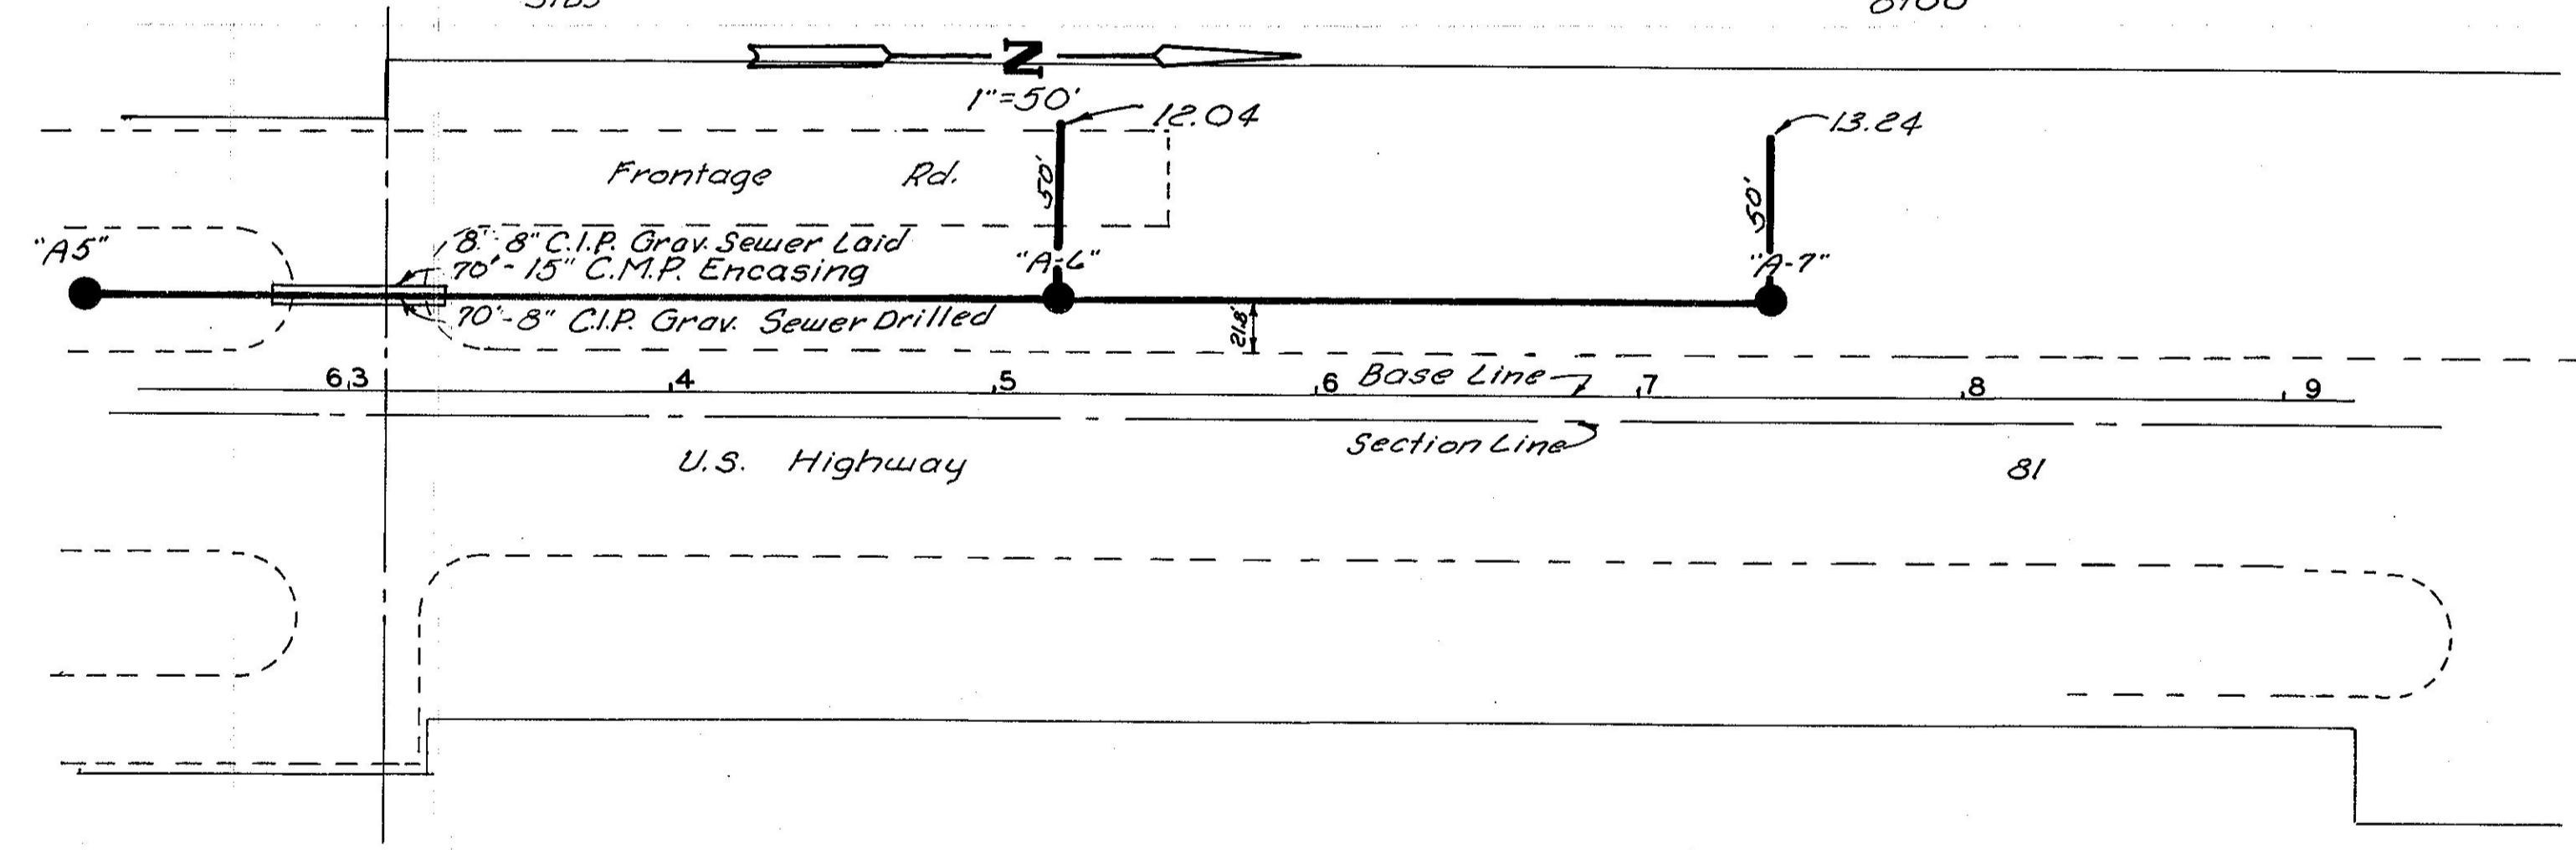 N
1"=50'
12.04
13.24
Frontage Rd.
50'
50'
"A5"
8'-8" C.I.P. Grav. Sewer Laid
70'-15" C.M.P. Encasing
"A-6"
"A-7"
70'-8" C.I.P. Grav. Sewer Drilled
21.8'
63 4 5 6 Base Line 7 8 9
Section Line
U.S. Highway 81